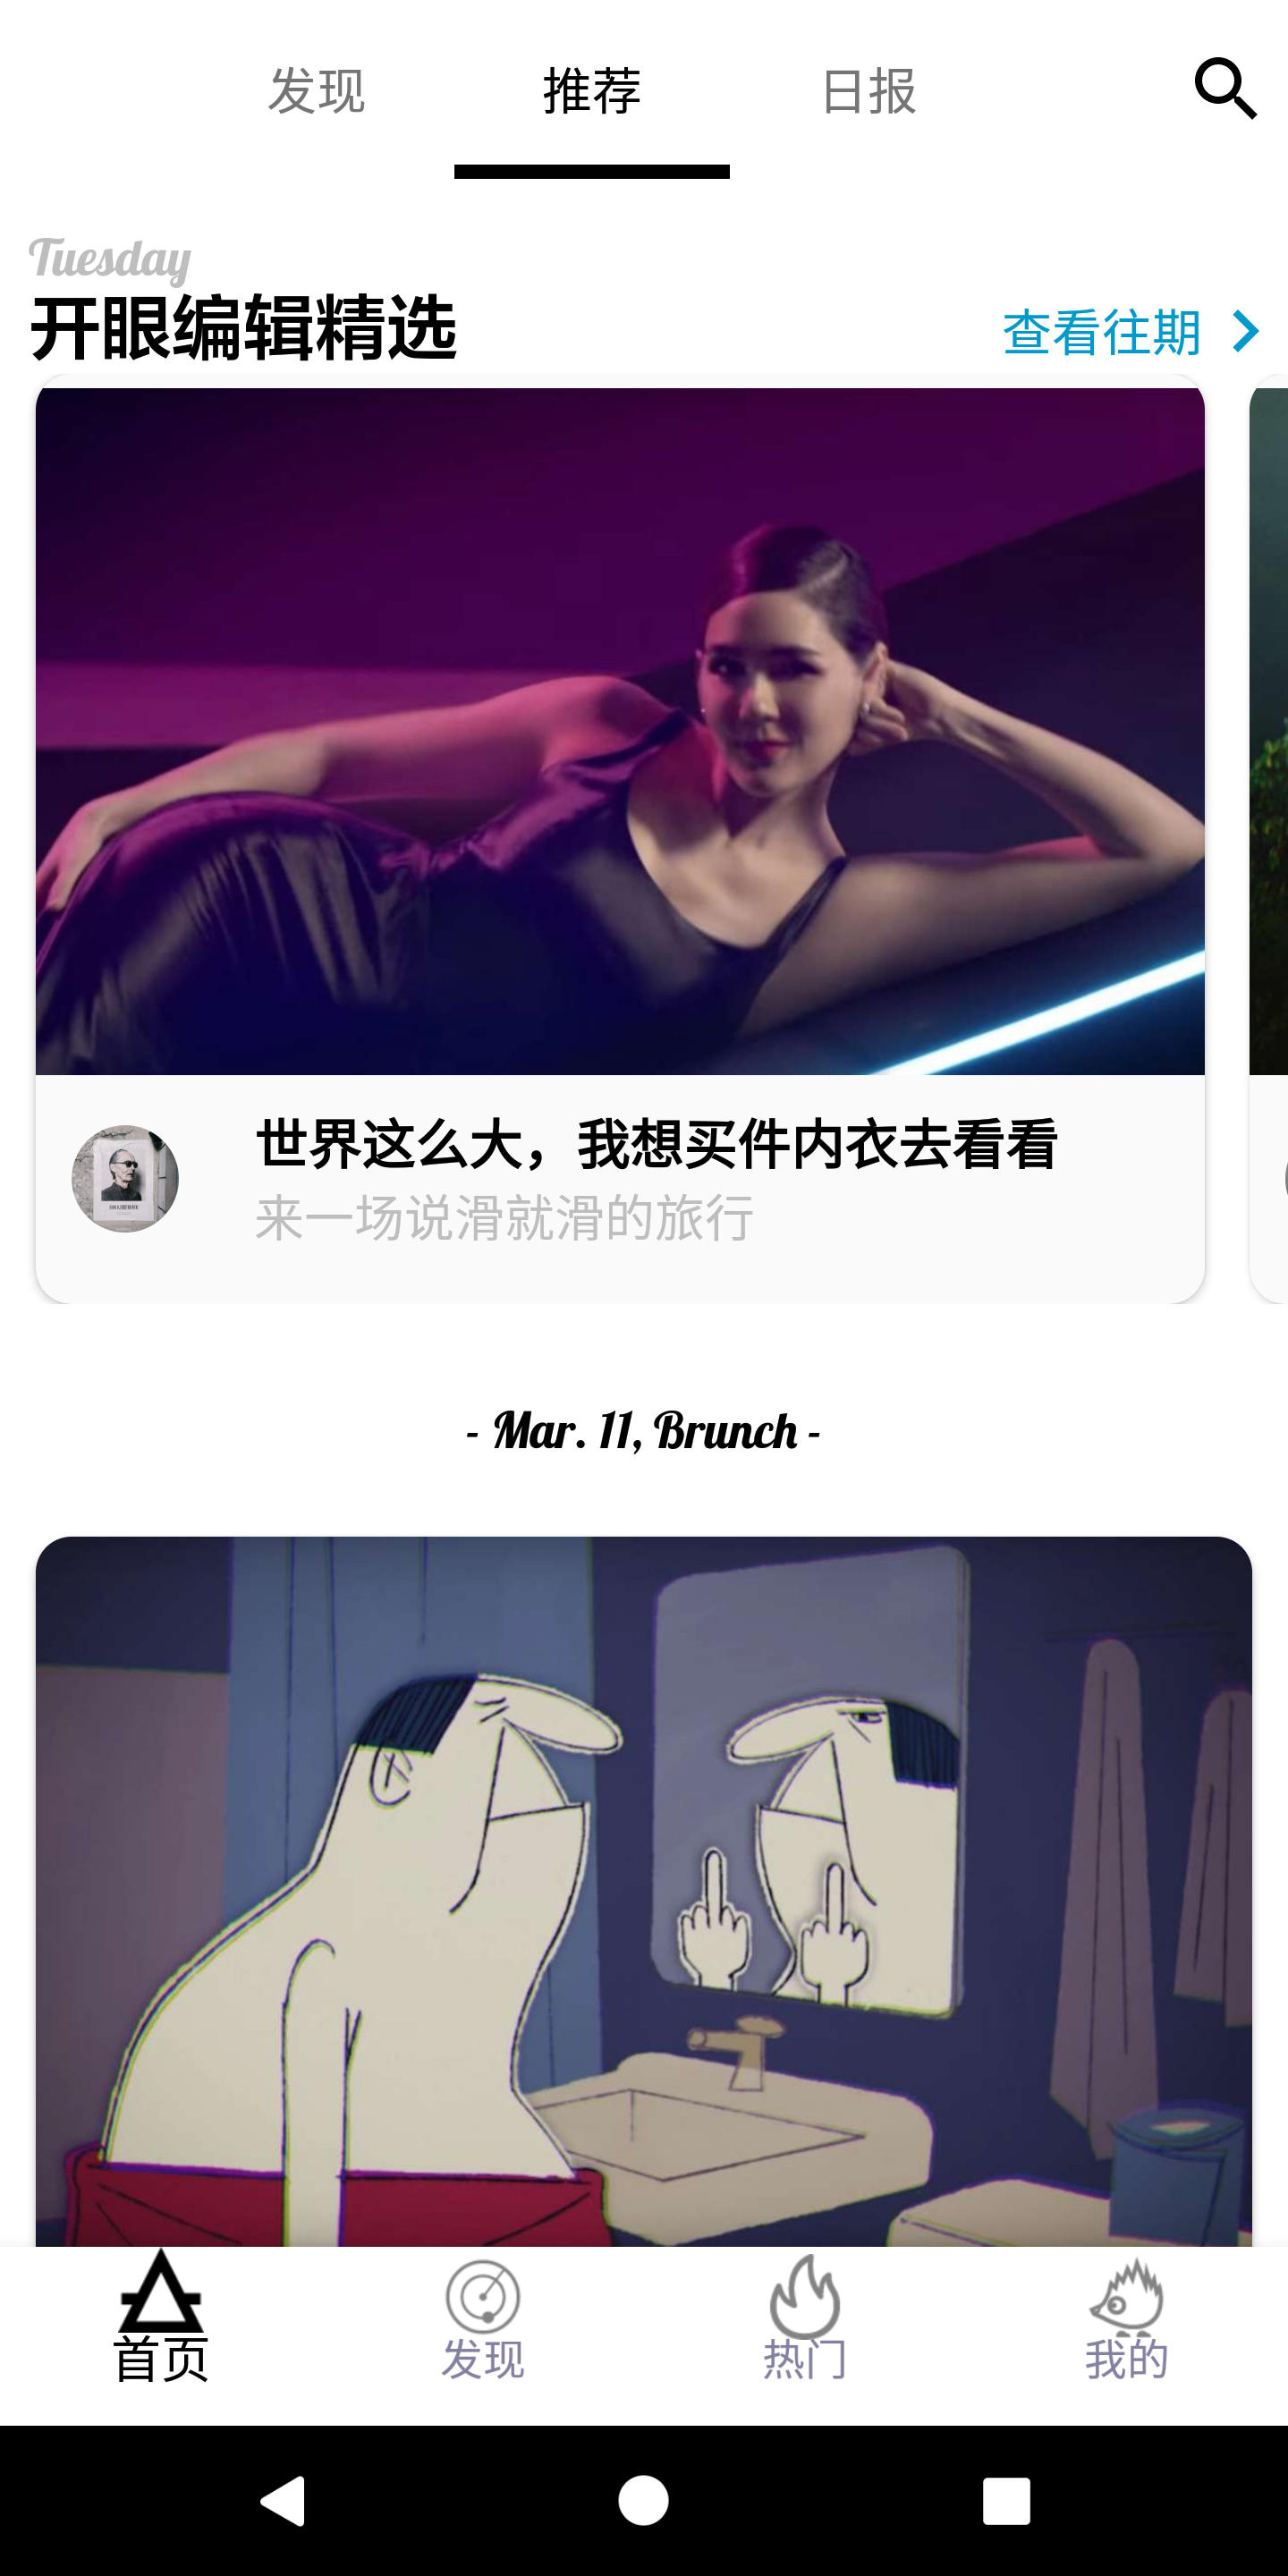 发现 推荐 日报
Tuesday
开眼编辑精选
查看往期
世界这么大，我想买件内衣去看看
来一场说滑就滑的旅行
- Mar. 11, Brunch -
首页 发现 热门 我的